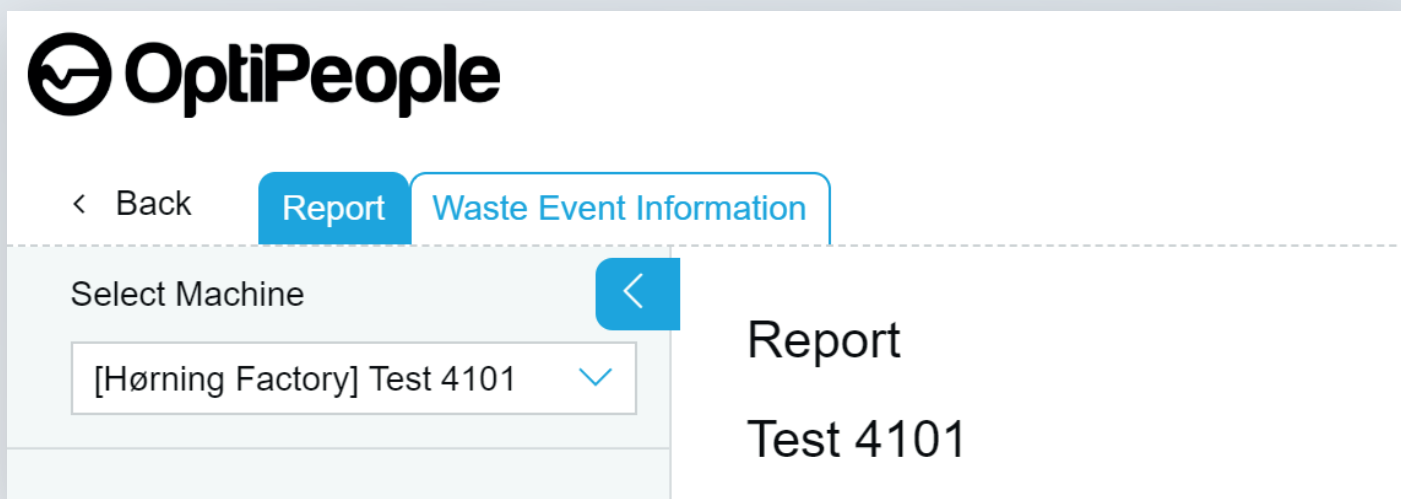 OptiPeople
Back Report Waste Event Information
Select Machine
[Hørning Factory] Test 4101
Report
Test 4101